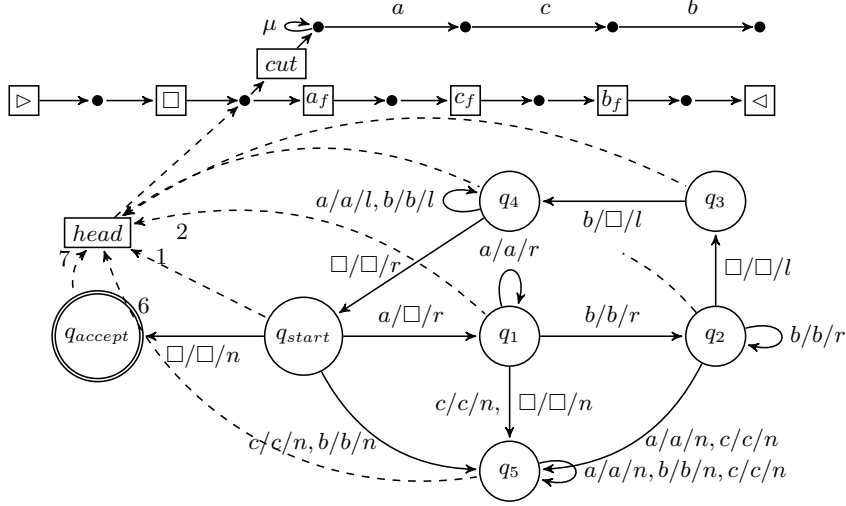 μ a c b
cut
▷ □ a_f c_f b_f ◁
a/a/l, b/b/l q_4 q_3
b/□/l
head 2 a/a/r
7 1 □/□/r □/□/l
6
q_accept □/□/n q_start a/□/r q_1 b/b/r q_2 b/b/r
c/c/n, □/□/n
c/c/n, b/b/n a/a/n, c/c/n
q_5 a/a/n, b/b/n, c/c/n